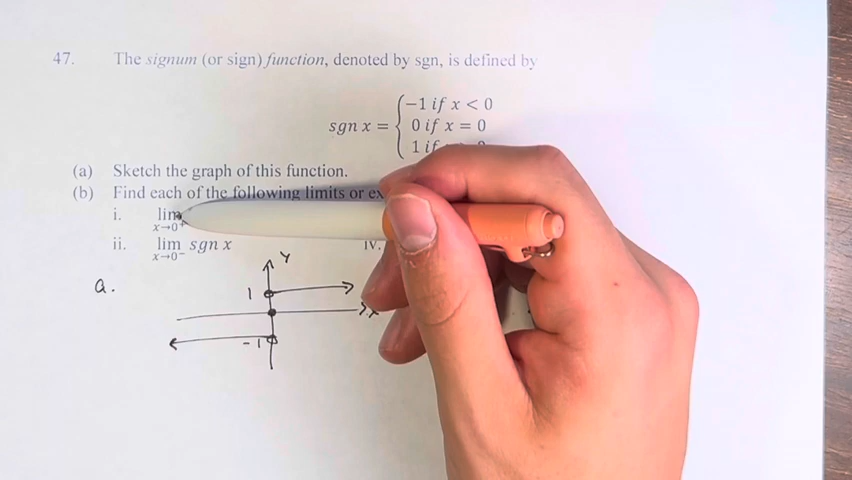 47. The signum (or sign) function, denoted by sgn, is defined by
sgn x = { −1 if x < 0
0 if x = 0
1 if
(a) Sketch the graph of this function.
(b) Find each of the following limits or
i. lim x→0⁺
ii. lim x→0⁻ sgn x
iv.
a.
Y
1
x
−1